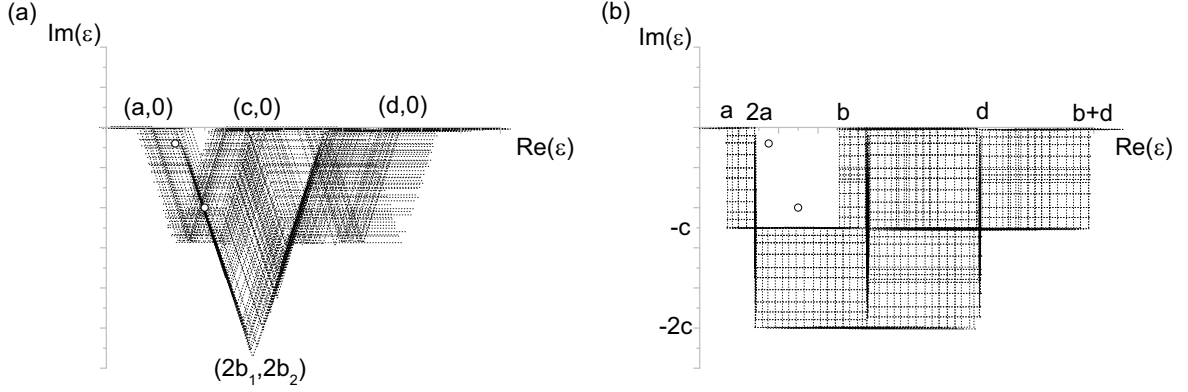 (a)
Im(ε)
(a,0) (c,0) (d,0)
Re(ε)
(2b₁,2b₂)
(b)
Im(ε)
a 2a b d b+d
Re(ε)
-c
-2c